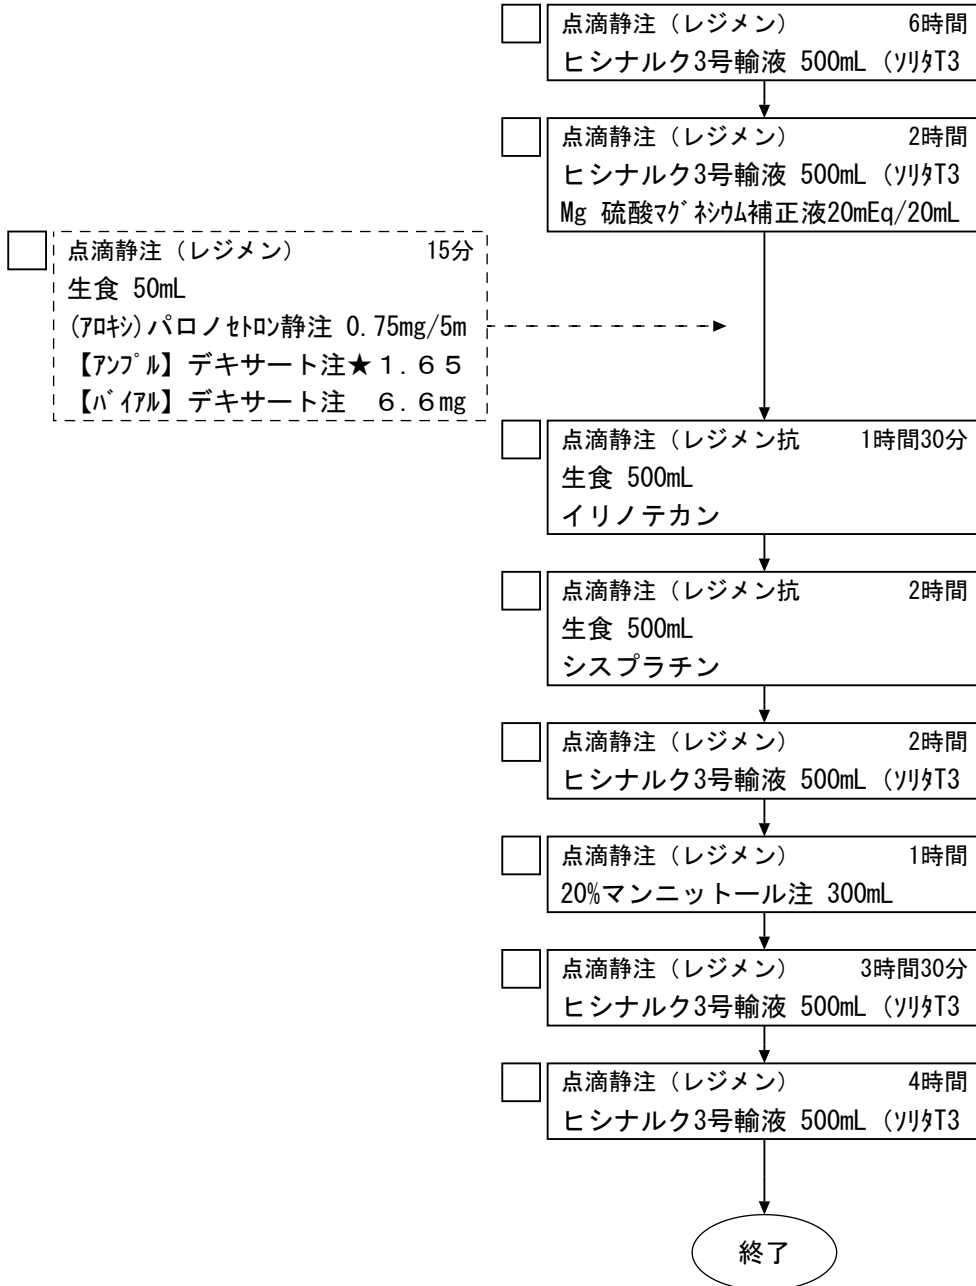 点滴静注（レジメン） 6時間
ヒシナルク3号輸液 500mL (ｿﾘﾀT3
点滴静注（レジメン） 2時間
ヒシナルク3号輸液 500mL (ｿﾘﾀT3
Mg 硫酸ﾏｸﾞﾈｼｳﾑ補正液20mEq/20mL
点滴静注（レジメン） 15分
生食 50mL
(ｱﾛｷｼ)パロノｾﾄﾛﾝ静注 0.75mg/5m
【ｱﾝﾌﾟﾙ】デキサート注★１．６５
【ﾊﾞｲｱﾙ】デキサート注　６．６mg
点滴静注（レジメン抗 1時間30分
生食 500mL
イリノテカン
点滴静注（レジメン抗 2時間
生食 500mL
シスプラチン
点滴静注（レジメン） 2時間
ヒシナルク3号輸液 500mL (ｿﾘﾀT3
点滴静注（レジメン） 1時間
20%マンニットール注 300mL
点滴静注（レジメン） 3時間30分
ヒシナルク3号輸液 500mL (ｿﾘﾀT3
点滴静注（レジメン） 4時間
ヒシナルク3号輸液 500mL (ｿﾘﾀT3
終了